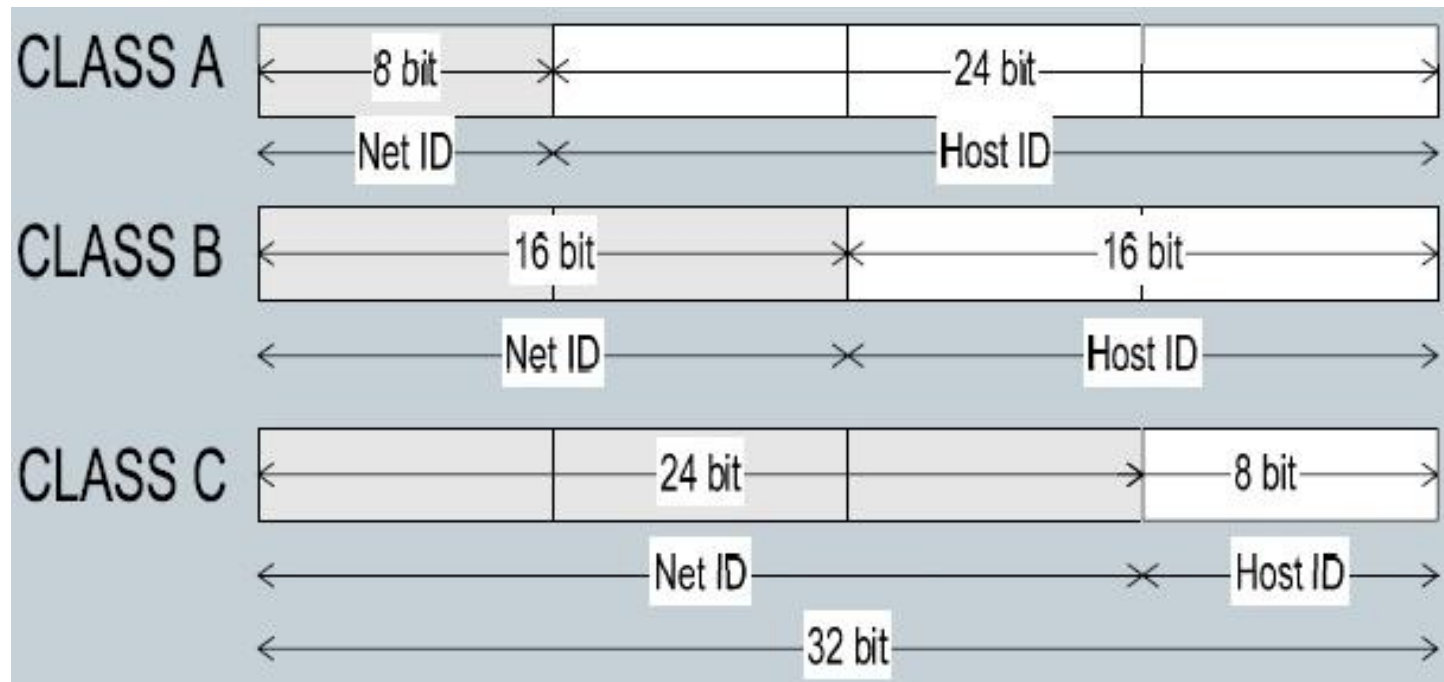 CLASS A 8 bit 24 bit
Net ID Host ID
CLASS B 16 bit 16 bit
Net ID Host ID
CLASS C 24 bit 8 bit
Net ID Host ID
32 bit